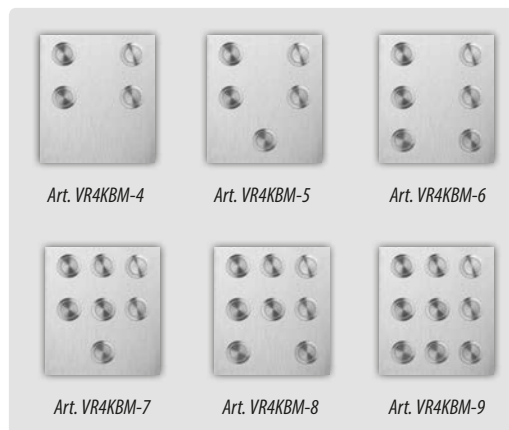 Art. VR4KBM-4
Art. VR4KBM-5
Art. VR4KBM-6
Art. VR4KBM-7
Art. VR4KBM-8
Art. VR4KBM-9